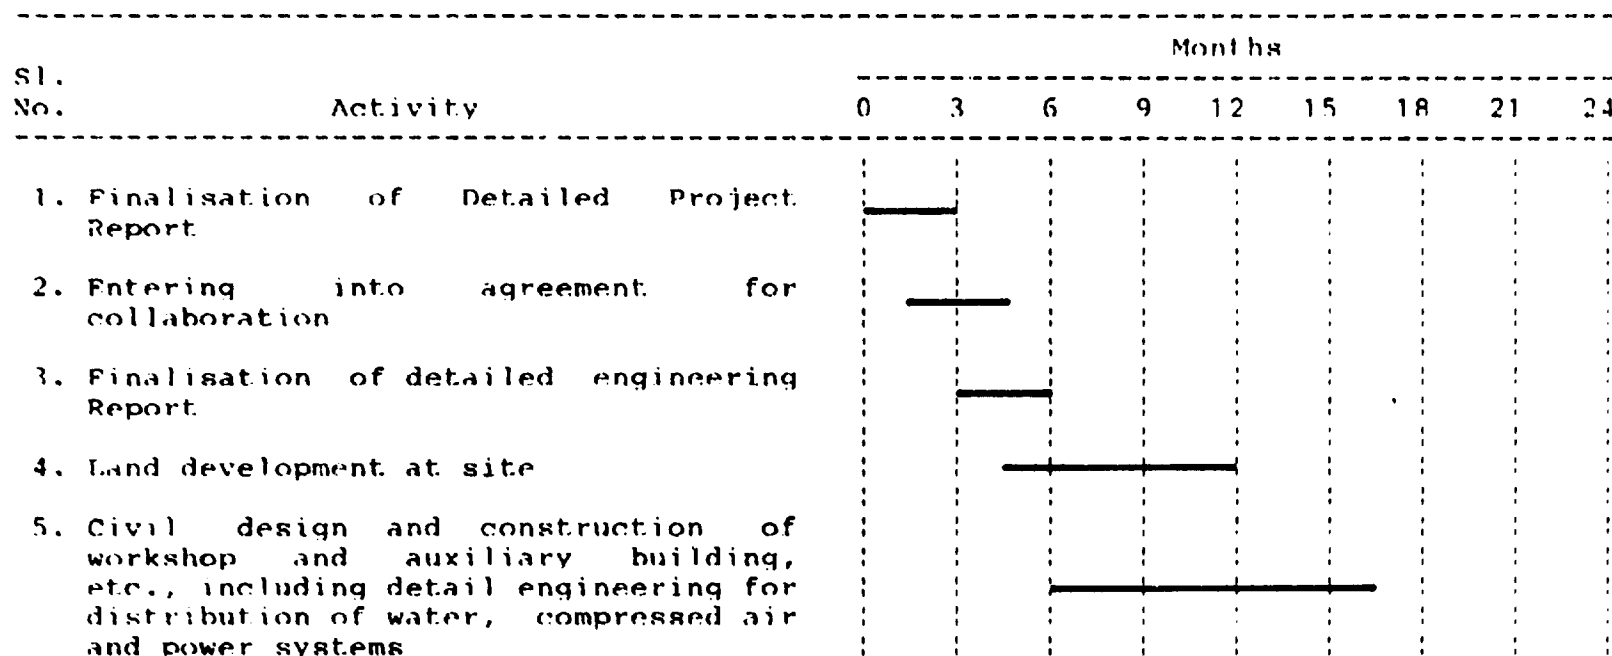 Months
Sl.
No. Activity 0 3 6 9 12 15 18 21 24
1. Finalisation of Detailed Project
Report
2. Entering into agreement for
collaboration
3. Finalisation of detailed engineering
Report
4. Land development at site
5. Civil design and construction of
workshop and auxiliary building,
etc., including detail engineering for
distribution of water, compressed air
and power systems